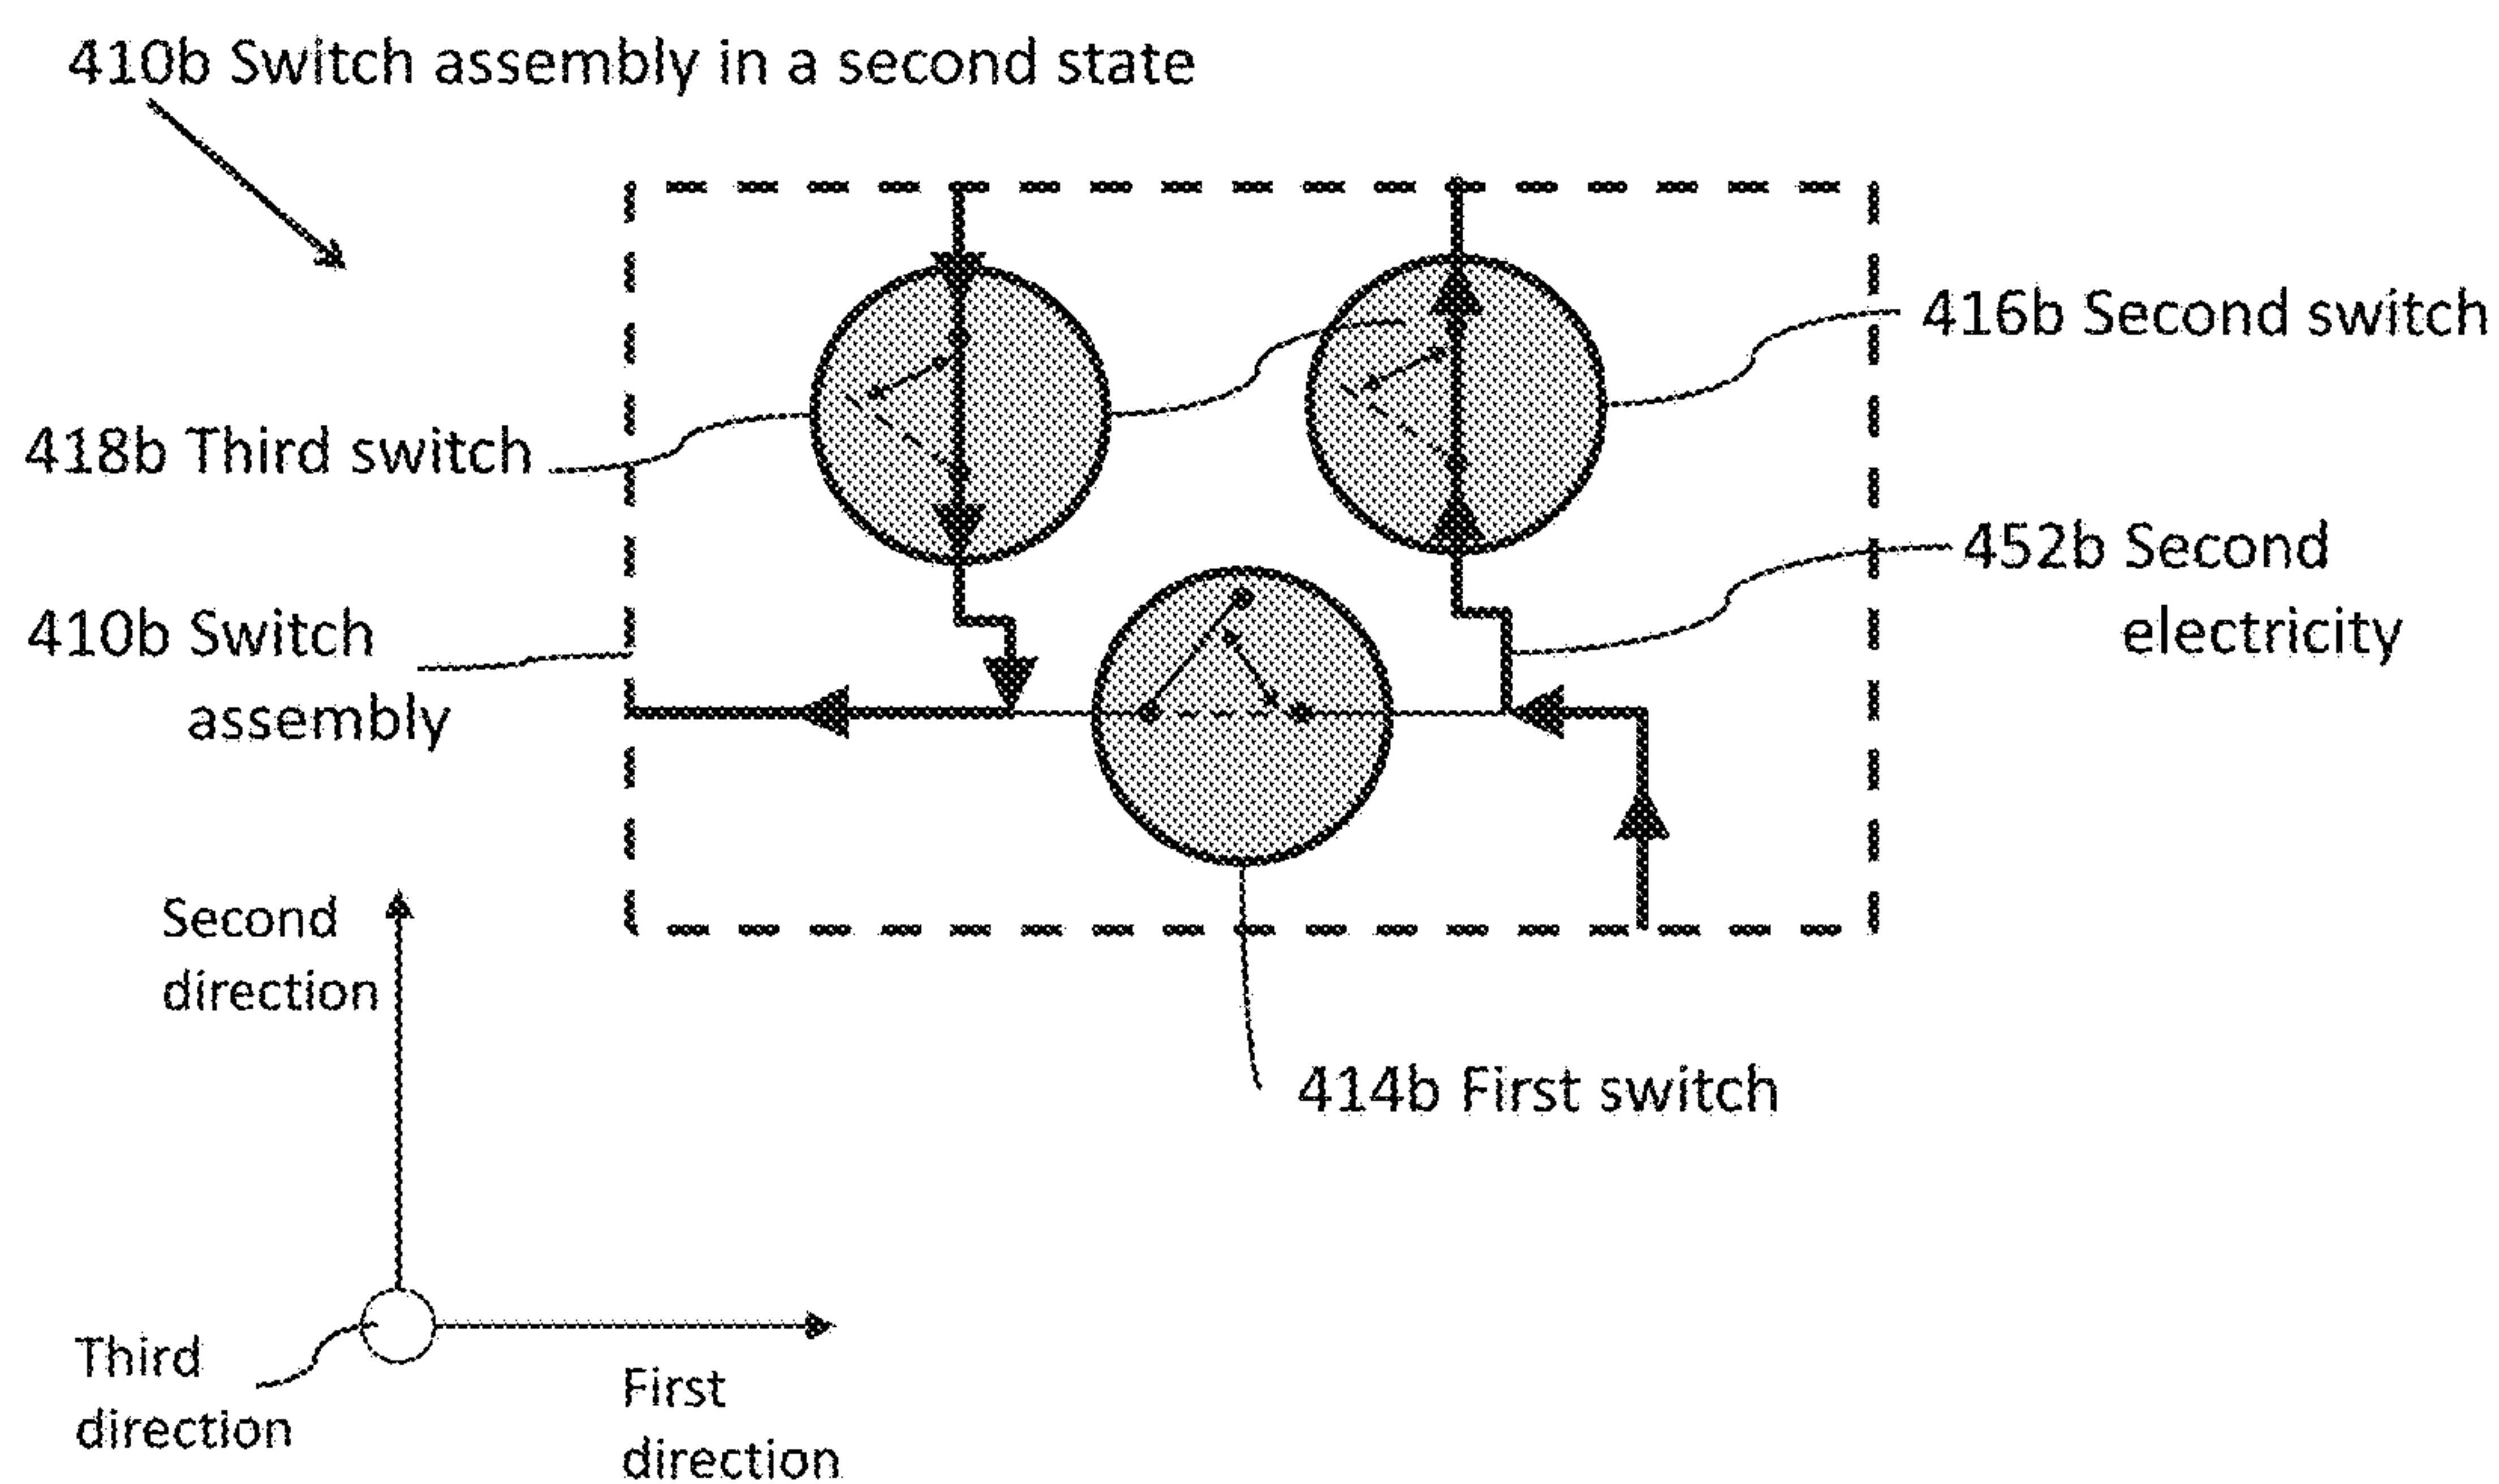 410b Switch assembly in a second state
416b Second switch
418b Third switch
452b Second
electricity
410b Switch
assembly
Second
direction
414b First switch
Third
direction
First
direction